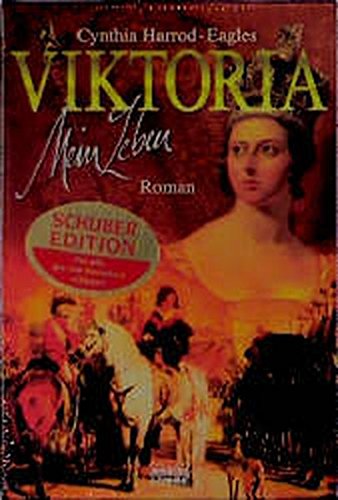 Cynthia Harrod-Eagles
VIKTORIA
Mein Leben
Roman
SCHUBER
EDITION